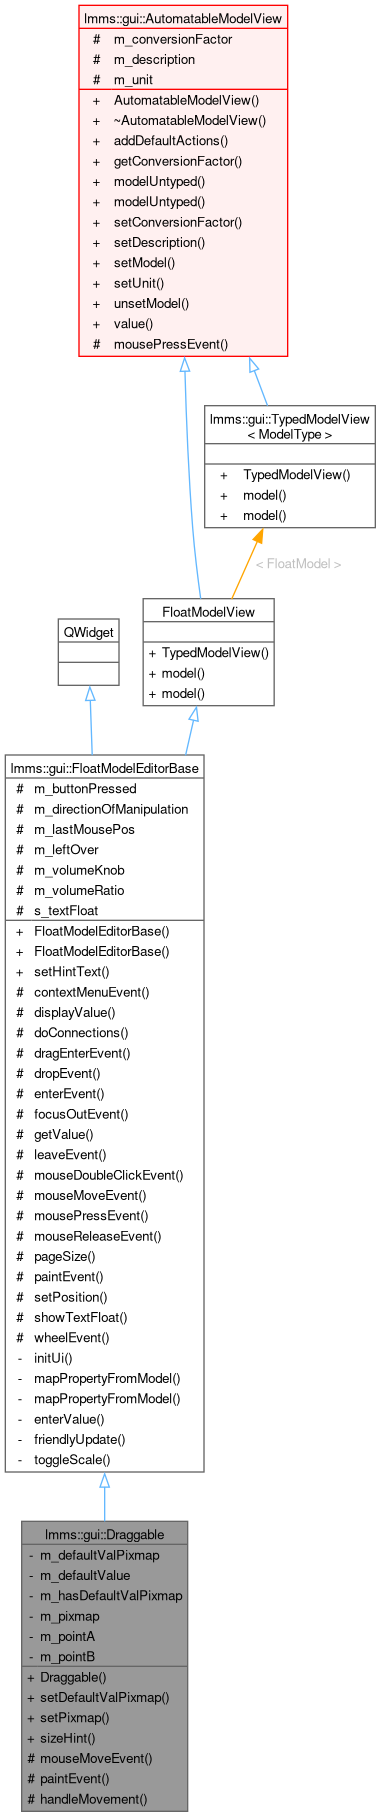 lmms::gui::AutomatableModelView
# m_conversionFactor
# m_description
# m_unit
+ AutomatableModelView()
+ ~AutomatableModelView()
+ addDefaultActions()
+ getConversionFactor()
+ modelUntyped()
+ modelUntyped()
+ setConversionFactor()
+ setDescription()
+ setModel()
+ setUnit()
+ unsetModel()
+ value()
# mousePressEvent()
lmms::gui::TypedModelView
< ModelType >
+ TypedModelView()
+ model()
+ model()
< FloatModel >
FloatModelView
+ TypedModelView()
+ model()
+ model()
QWidget
lmms::gui::FloatModelEditorBase
# m_buttonPressed
# m_directionOfManipulation
# m_lastMousePos
# m_leftOver
# m_volumeKnob
# m_volumeRatio
# s_textFloat
+ FloatModelEditorBase()
+ FloatModelEditorBase()
+ setHintText()
# contextMenuEvent()
# displayValue()
# doConnections()
# dragEnterEvent()
# dropEvent()
# enterEvent()
# focusOutEvent()
# getValue()
# leaveEvent()
# mouseDoubleClickEvent()
# mouseMoveEvent()
# mousePressEvent()
# mouseReleaseEvent()
# pageSize()
# paintEvent()
# setPosition()
# showTextFloat()
# wheelEvent()
- initUi()
- mapPropertyFromModel()
- mapPropertyFromModel()
- enterValue()
- friendlyUpdate()
- toggleScale()
lmms::gui::Draggable
- m_defaultValPixmap
- m_defaultValue
- m_hasDefaultValPixmap
- m_pixmap
- m_pointA
- m_pointB
+ Draggable()
+ setDefaultValPixmap()
+ setPixmap()
+ sizeHint()
# mouseMoveEvent()
# paintEvent()
# handleMovement()